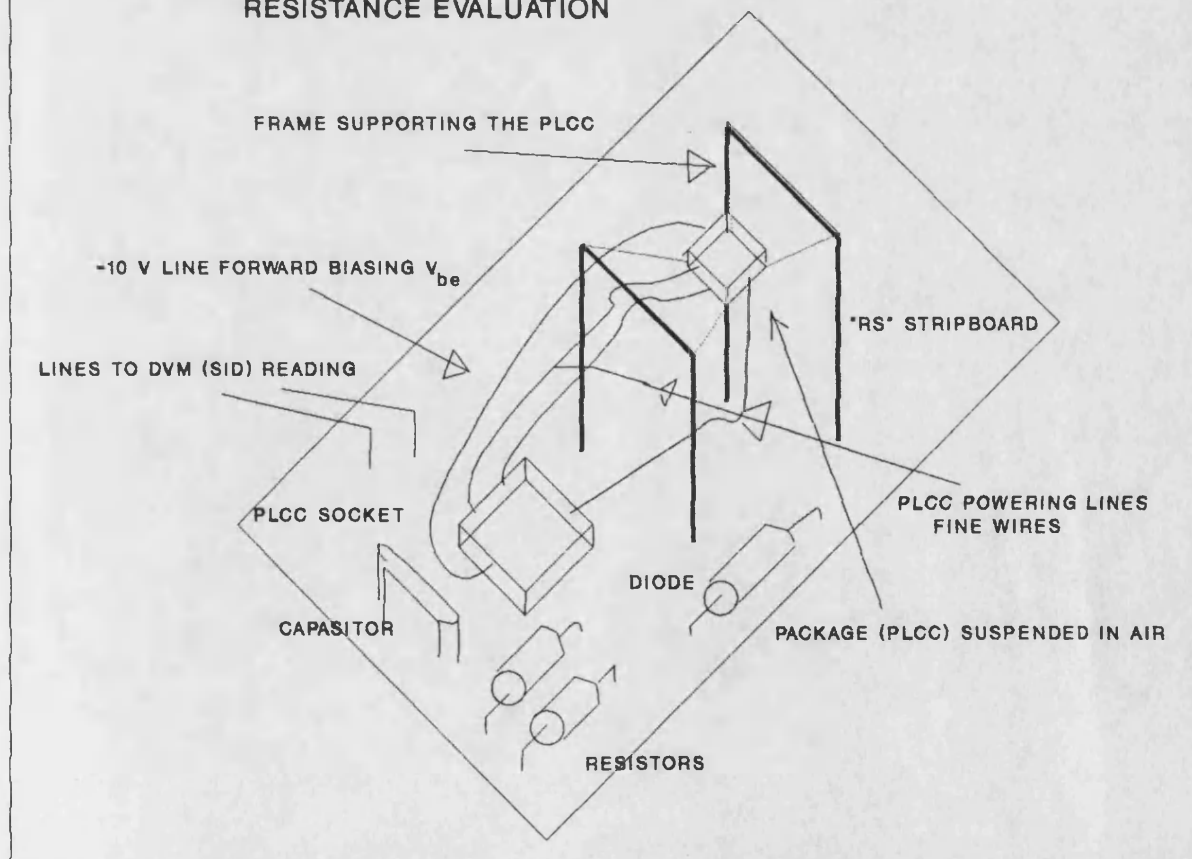 RESISTANCE EVALUATION
FRAME SUPPORTING THE PLCC
-10 V LINE FORWARD BIASING Vbe
"RS" STRIPBOARD
LINES TO DVM (SID) READING
PLCC SOCKET
PLCC POWERING LINES
FINE WIRES
DIODE
CAPASITOR
PACKAGE (PLCC) SUSPENDED IN AIR
RESISTORS